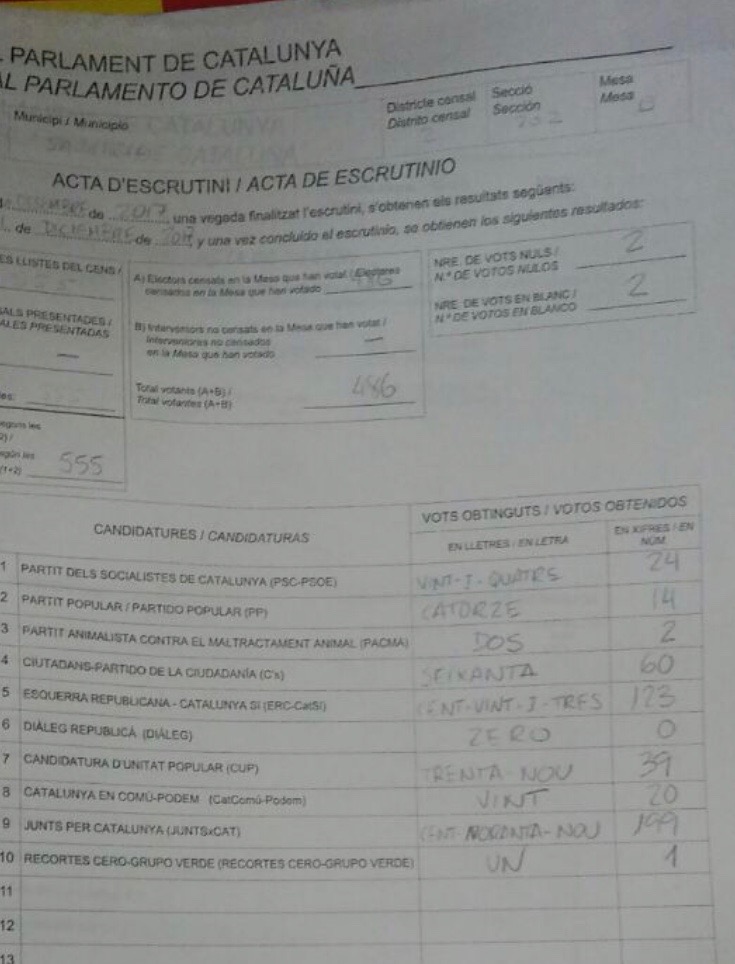 PARLAMENT DE CATALUNYA
AL PARLAMENTO DE CATALUÑA
Municipi / Municipio
Districte censal
Distrito censal
2
Secció
Sección
Mesa
Mesa
ACTA D'ESCRUTINI / ACTA DE ESCRUTINIO
DESEMBRE de 2017, una vegada finalitzat l'escrutini, s'obtenen els resultats següents:
de DICIEMBRE de 2017 y una vez concluido el escrutinio, se obtienen los siguientes resultados:
ES LLISTES DEL CENS /
A) Electors censats en la Mesa que han votat / Electores
censados en la Mesa que han votado 486
NRE. DE VOTS NULS /
N.º DE VOTOS NULOS 2
ALS PRESENTADES /
ALES PRESENTADAS
—
B) Interventors no censats en la Mesa que han votat /
Interventores no censados
en la Mesa que han votado —
NRE. DE VOTS EN BLANC /
N.º DE VOTOS EN BLANCO 2
Total votants (A+B) /
Total votantes (A+B) 486
es:
segons les
2) /
según les
(1+2) 555
CANDIDATURES / CANDIDATURAS
VOTS OBTINGUTS / VOTOS OBTENIDOS
EN LLETRES / EN LETRA
EN XIFRES / EN NÚM.
1 PARTIT DELS SOCIALISTES DE CATALUNYA (PSC-PSOE) VINT-I-QUATRE 24
2 PARTIT POPULAR / PARTIDO POPULAR (PP) CATORZE 14
3 PARTIT ANIMALISTA CONTRA EL MALTRACTAMENT ANIMAL (PACMA) DOS 2
4 CIUTADANS-PARTIDO DE LA CIUDADANÍA (C's) SEIXANTA 60
5 ESQUERRA REPUBLICANA - CATALUNYA SÍ (ERC-CatSí) CENT-VINT-I-TRES 123
6 DIÀLEG REPUBLICÀ (DIÀLEG) ZERO 0
7 CANDIDATURA D'UNITAT POPULAR (CUP) TRENTA-NOU 39
8 CATALUNYA EN COMÚ-PODEM (CatComú-Podem) VINT 20
9 JUNTS PER CATALUNYA (JUNTSxCAT) CENT-NORANTA-NOU 199
10 RECORTES CERO-GRUPO VERDE (RECORTES CERO-GRUPO VERDE) UN 1
11
12
13